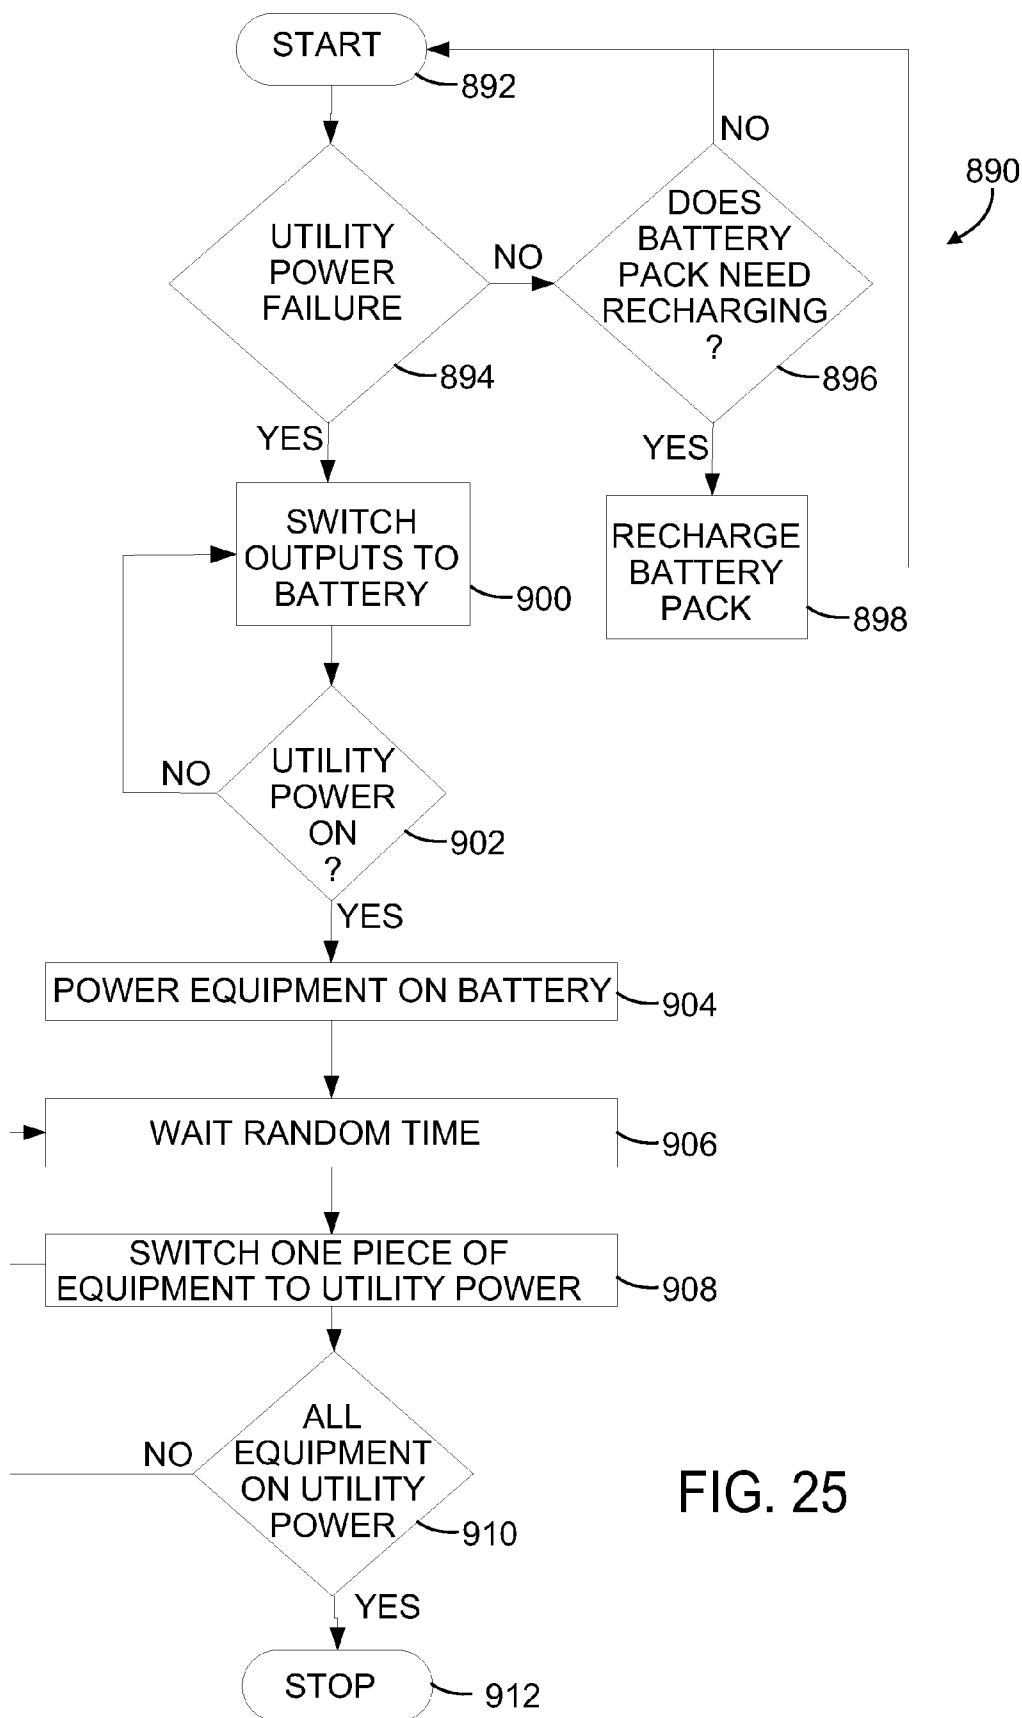 START
892
NO
890
UTILITY
POWER
FAILURE
894
NO
DOES
BATTERY
PACK NEED
RECHARGING
?
896
YES
YES
SWITCH
OUTPUTS TO
BATTERY
900
RECHARGE
BATTERY
PACK
898
NO
UTILITY
POWER
ON
?
902
YES
POWER EQUIPMENT ON BATTERY
904
WAIT RANDOM TIME
906
SWITCH ONE PIECE OF
EQUIPMENT TO UTILITY POWER
908
NO
ALL
EQUIPMENT
ON UTILITY
POWER
910
FIG. 25
YES
STOP
912